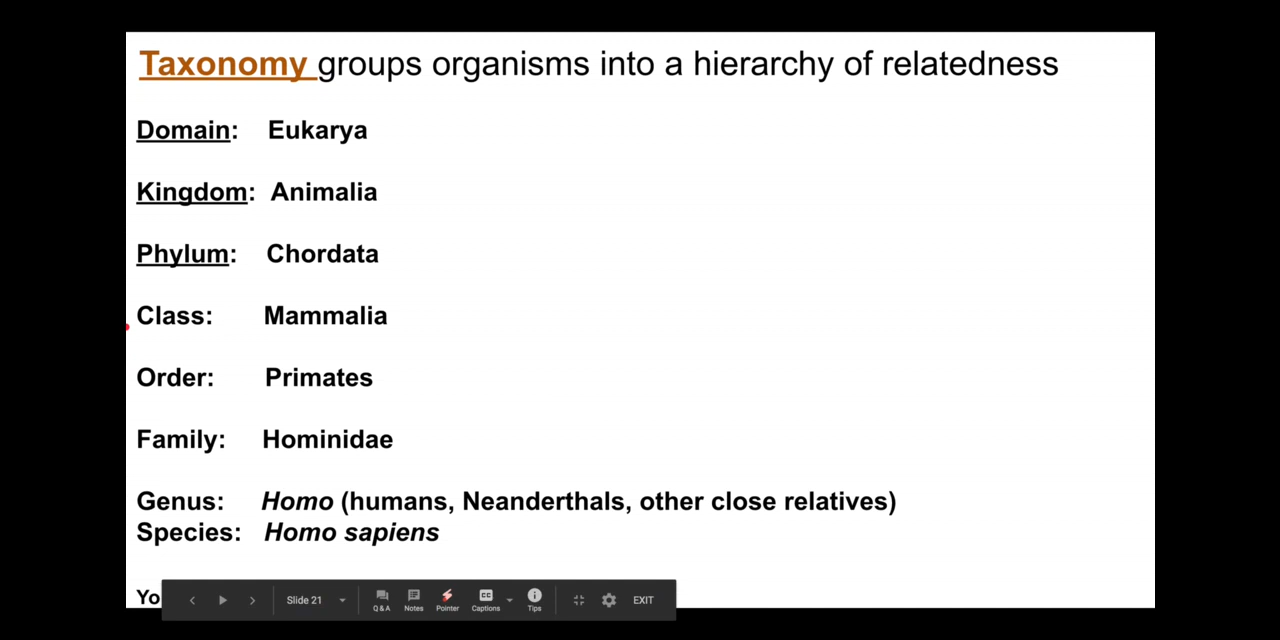 Taxonomy groups organisms into a hierarchy of relatedness
Domain: Eukarya
Kingdom: Animalia
Phylum: Chordata
Class: Mammalia
Order: Primates
Family: Hominidae
Genus: Homo (humans, Neanderthals, other close relatives)
Species: Homo sapiens
Slide 21
Q&A Notes Pointer Captions Tips
CC
EXIT